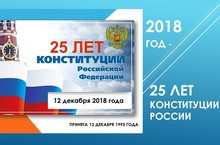 25 ЛЕТ
КОНСТИТУЦИИ
Российской
Федерации
12 декабря 2018 года
ПРИНЯТА 12 ДЕКАБРЯ 1993 ГОДА
2018
ГОД -
25 ЛЕТ
КОНСТИТУЦИИ
РОССИИ